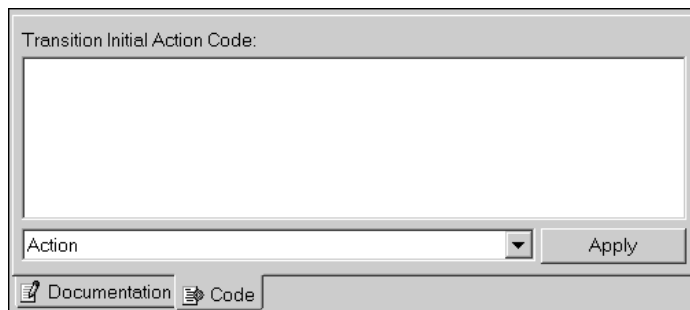 Transition Initial Action Code:
Action
Apply
Documentation
Code